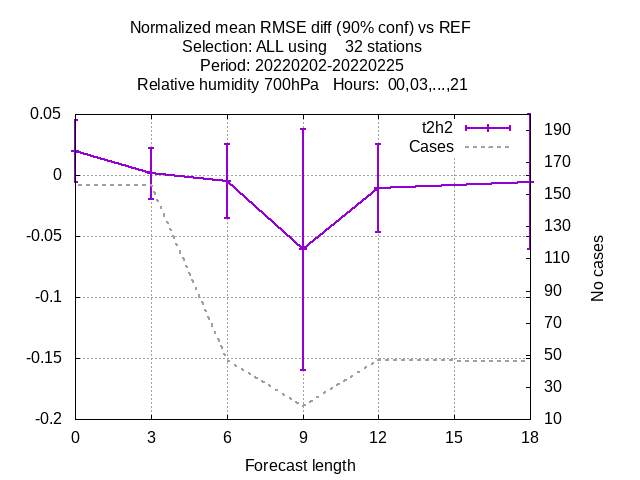 Normalized mean RMSE diff (90% conf) vs REF
Selection: ALL using 32 stations
Period: 20220202-20220225
Relative humidity 700hPa Hours: 00,03,...,21
t2h2
Cases
0.05
0
-0.05
-0.1
-0.15
-0.2
190
170
150
130
110
90
70
50
30
10
No cases
0 3 6 9 12 15 18
Forecast length